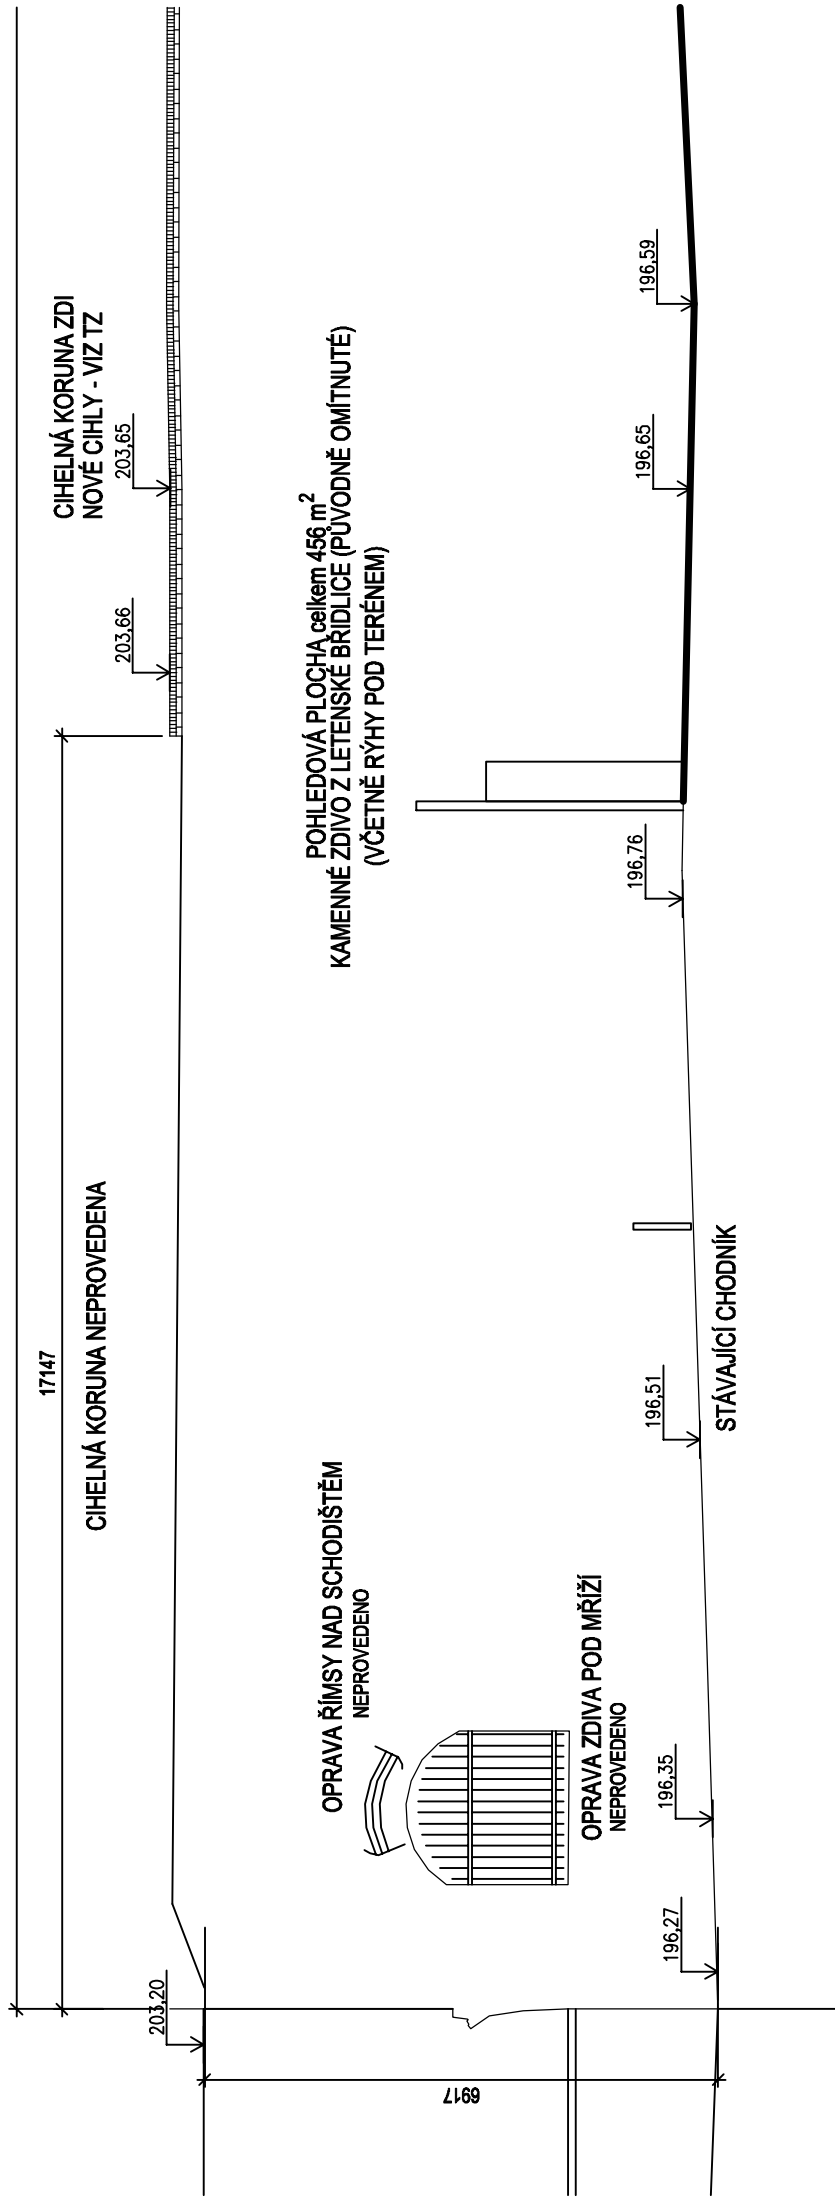 17147
CIHELNÁ KORUNA NEPROVEDENA
CIHELNÁ KORUNA ZDI
NOVÉ CIHLY - VIZ TZ
203,20
203,66
203,65
OPRAVA ŘÍMSY NAD SCHODIŠTĚM
NEPROVEDENO
POHLEDOVÁ PLOCHA celkem 456 m²
KAMENNÉ ZDIVO Z LETENSKÉ BŘIDLICE (PŮVODNĚ OMÍTNUTÉ)
(VČETNĚ RÝHY POD TERÉNEM)
6917
OPRAVA ZDIVA POD MŘÍŽÍ
NEPROVEDENO
196,27
196,35
196,51
196,76
196,65
196,59
STÁVAJÍCÍ CHODNÍK